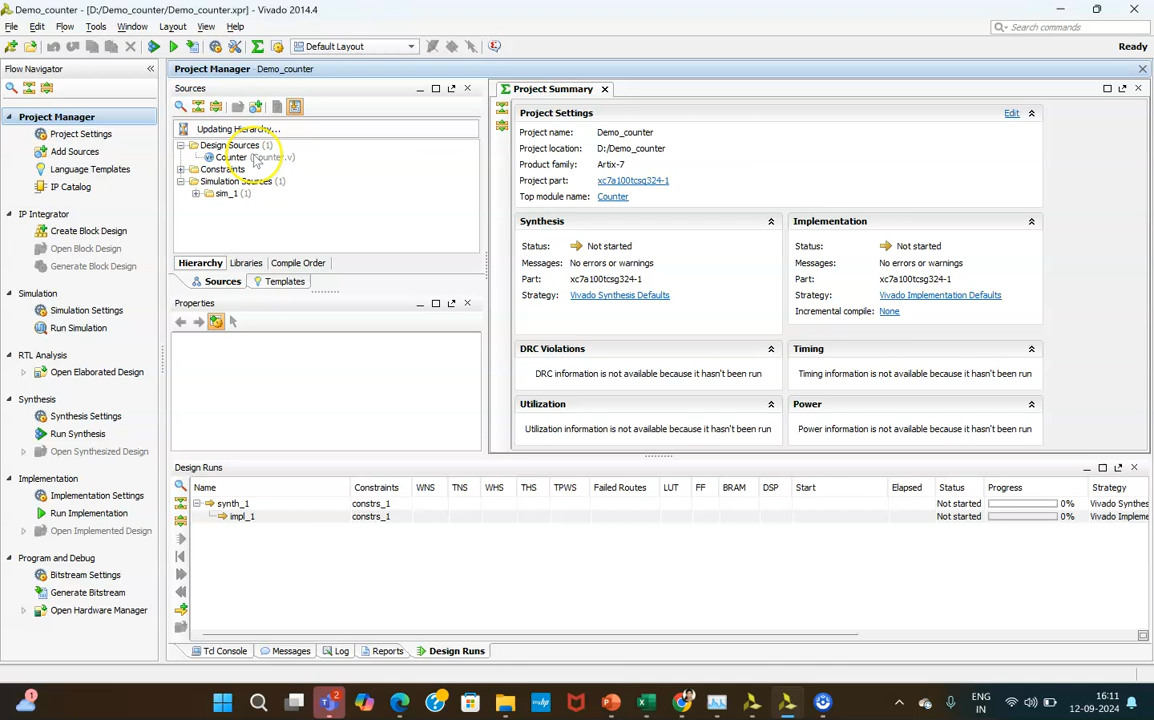 Demo_counter - [D:/Demo_counter/Demo_counter.xpr] - Vivado 2014.4
File Edit Flow Tools Window Layout View Help
Search commands
Default Layout
Ready
Flow Navigator
Project Manager - Demo_counter
Project Manager
Project Settings
Add Sources
Language Templates
IP Catalog
IP Integrator
Create Block Design
Open Block Design
Generate Block Design
Simulation
Simulation Settings
Run Simulation
RTL Analysis
Open Elaborated Design
Synthesis
Synthesis Settings
Run Synthesis
Open Synthesized Design
Implementation
Implementation Settings
Run Implementation
Open Implemented Design
Program and Debug
Bitstream Settings
Generate Bitstream
Open Hardware Manager
Sources
Updating Hierarchy...
Design Sources (1)
Counter (Counter.v)
Constraints
Simulation Sources (1)
sim_1 (1)
Hierarchy Libraries Compile Order
Sources Templates
Properties
Project Summary
Project Settings Edit
Project name: Demo_counter
Project location: D:/Demo_counter
Product family: Artix-7
Project part: xc7a100tcsg324-1
Top module name: Counter
Synthesis
Status: Not started
Messages: No errors or warnings
Part: xc7a100tcsg324-1
Strategy: Vivado Synthesis Defaults
Implementation
Status: Not started
Messages: No errors or warnings
Part: xc7a100tcsg324-1
Strategy: Vivado Implementation Defaults
Incremental compile: None
DRC Violations
DRC information is not available because it hasn't been run
Timing
Timing information is not available because it hasn't been run
Utilization
Utilization information is not available because it hasn't been run
Power
Power information is not available because it hasn't been run
Design Runs
Name Constraints WNS TNS WHS THS TPWS Failed Routes LUT FF BRAM DSP Start Elapsed Status Progress Strategy
synth_1 constrs_1 Not started 0% Vivado Synthes
impl_1 constrs_1 Not started 0% Vivado Impleme
Tcl Console Messages Log Reports Design Runs
1
2
ENG
IN
16:11
12-09-2024